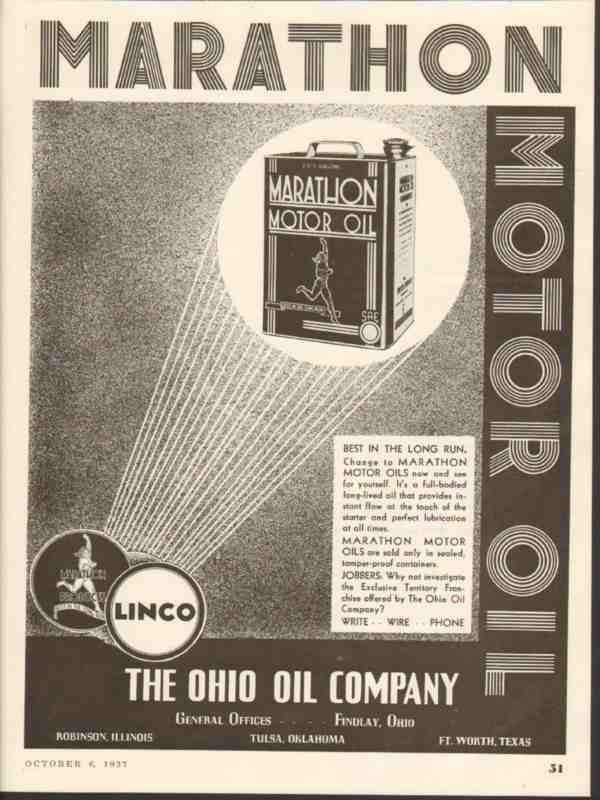 MARATHON
MOTOR OIL
MARATHON
MOTOR OIL
SAE
BEST IN THE LONG RUN.
Change to MARATHON
MOTOR OILS now and see
for yourself. It's a full-bodied
long-lived oil that provides in-
stant flow at the touch of the
starter and perfect lubrication
at all times.
MARATHON MOTOR
OILS are sold only in sealed,
tamper-proof containers.
JOBBERS: Why not investigate
the Exclusive Territory Fran-
chise offered by The Ohio Oil
Company?
WRITE - - WIRE - - PHONE
MARATHON
LINCO
THE OHIO OIL COMPANY
GENERAL OFFICES - - - - FINDLAY, OHIO
ROBINSON, ILLINOIS TULSA, OKLAHOMA FT. WORTH, TEXAS
OCTOBER 6, 1937 51